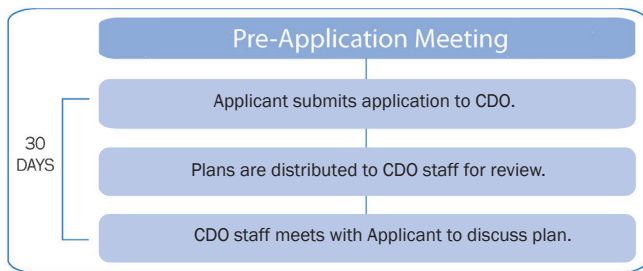 Pre-Application Meeting
Applicant submits application to CDO.
30
DAYS
Plans are distributed to CDO staff for review.
CDO staff meets with Applicant to discuss plan.